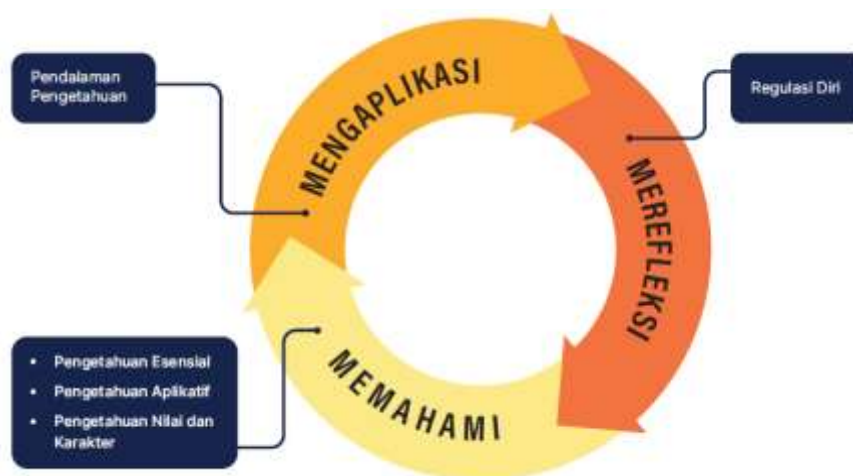 Pendalaman
Pengetahuan
MENGAPLIKASI
Regulasi Diri
MEREFLEKSI
• Pengetahuan Esensial
• Pengetahuan Aplikatif
• Pengetahuan Nilai dan
Karakter
MEMAHAMI